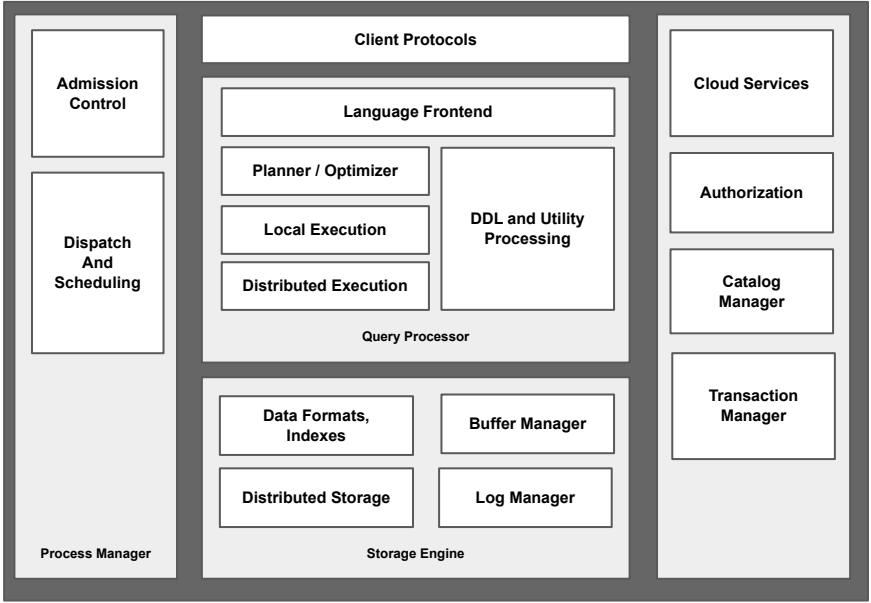 Admission
Control
Dispatch
And
Scheduling
Process Manager
Client Protocols
Language Frontend
Planner / Optimizer
Local Execution
Distributed Execution
DDL and Utility
Processing
Query Processor
Data Formats,
Indexes
Buffer Manager
Distributed Storage
Log Manager
Storage Engine
Cloud Services
Authorization
Catalog
Manager
Transaction
Manager